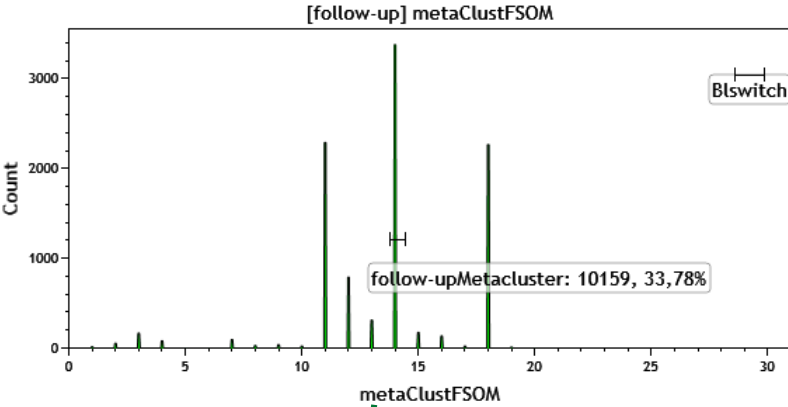 [follow-up] metaClustFSOM
3000
Blswitch
2000
Count
1000
follow-upMetacluster: 10159, 33,78%
0
0 5 10 15 20 25 30
metaClustFSOM